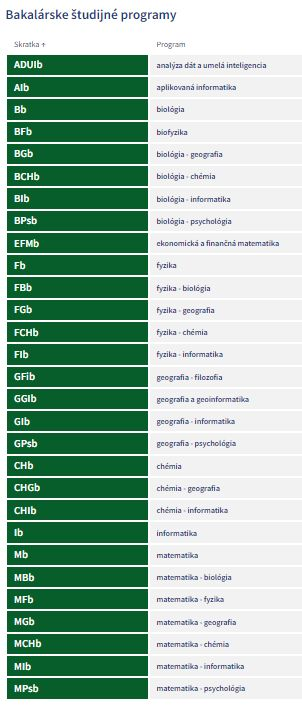 Bakalárske študijné programy
Skratka ↑ Program
ADUIb analýza dát a umelá inteligencia
AIb aplikovaná informatika
Bb biológia
BFb biofyzika
BGb biológia - geografia
BCHb biológia - chémia
BIb biológia - informatika
BPsb biológia - psychológia
EFMb ekonomická a finančná matematika
Fb fyzika
FBb fyzika - biológia
FGb fyzika - geografia
FCHb fyzika - chémia
FIb fyzika - informatika
GFib geografia - filozofia
GGIb geografia a geoinformatika
GIb geografia - informatika
GPsb geografia - psychológia
CHb chémia
CHGb chémia - geografia
CHIb chémia - informatika
Ib informatika
Mb matematika
MBb matematika - biológia
MFb matematika - fyzika
MGb matematika - geografia
MCHb matematika - chémia
MIb matematika - informatika
MPsb matematika - psychológia